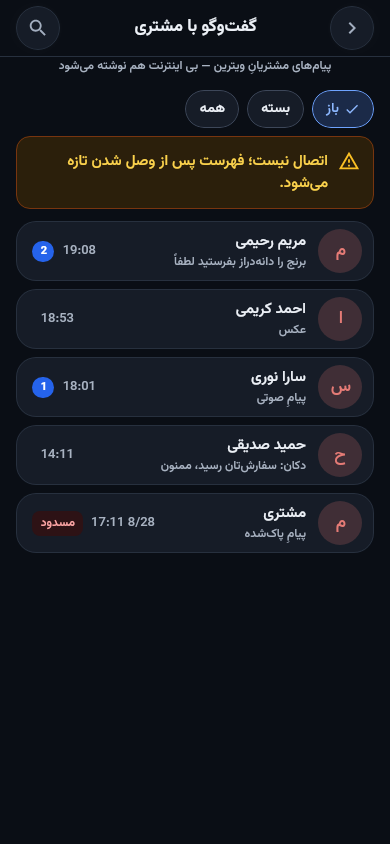 گفت‌وگو با مشتری
پیام‌های مشتریانِ ویترین — بی اینترنت هم نوشته می‌شود
باز
بسته
همه
اتصال نیست؛ فهرست پس از وصل شدن تازه
می‌شود.
مریم رحیمی
برنج را دانه‌دراز بفرستید لطفاً
19:08
2
احمد کریمی
عکس
18:53
سارا نوری
پیامِ صوتی
18:01
1
حمید صدیقی
دکان: سفارش‌تان رسید، ممنون
14:11
مشتری
پیامِ پاک‌شده
17:11 8/28
مسدود
م
ا
س
ح
م